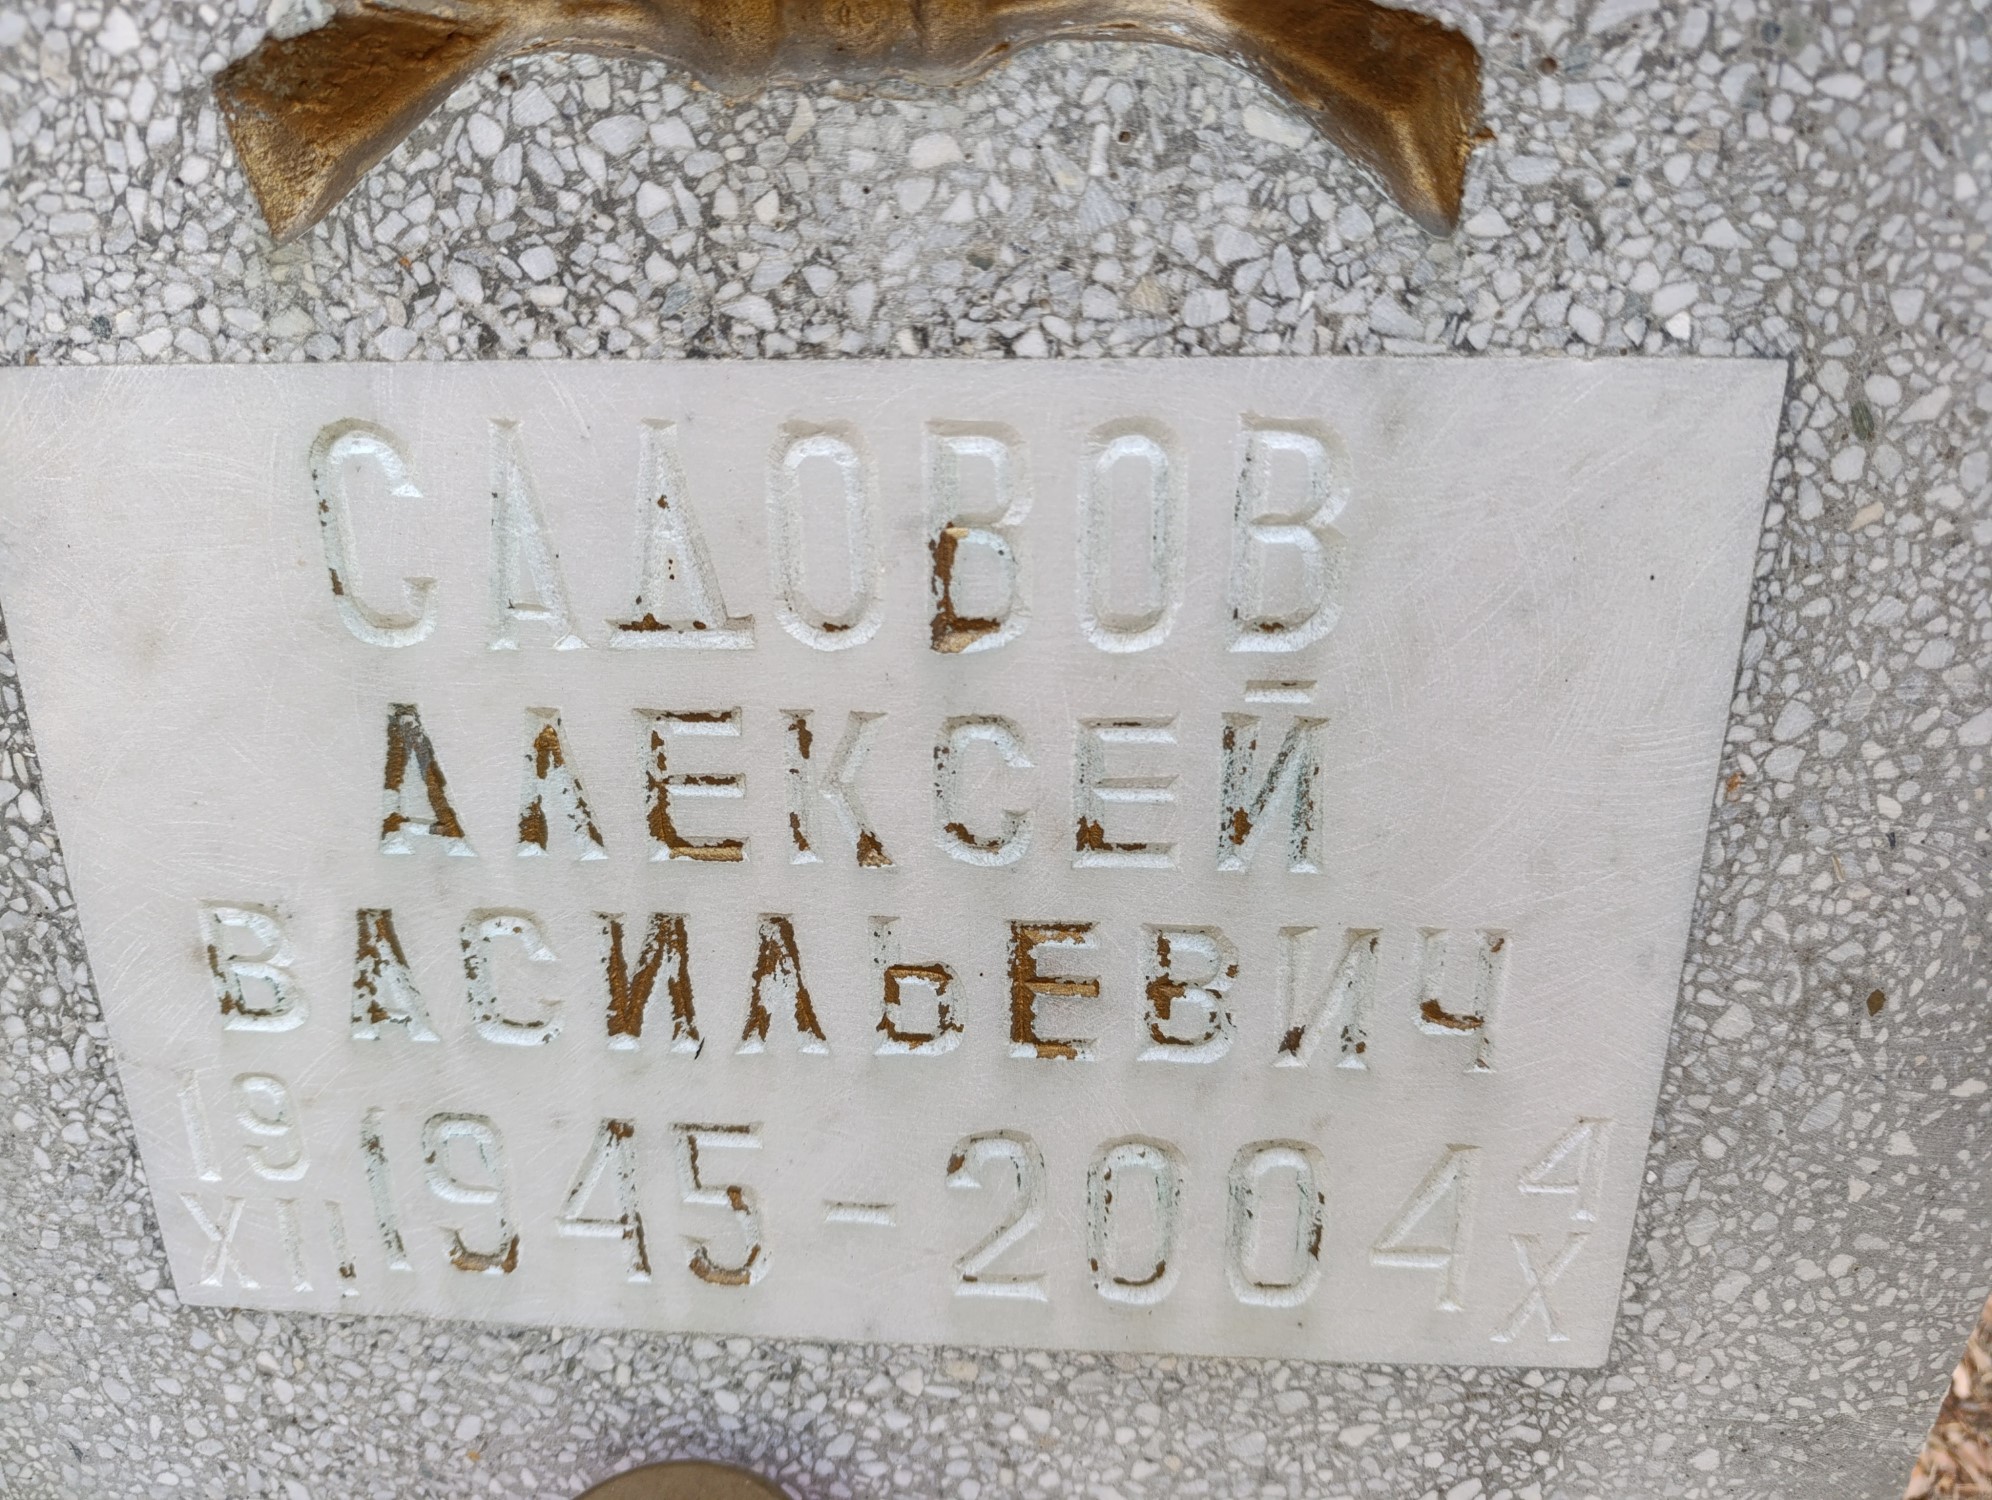 САДОВОВ
АЛЕКСЕЙ
ВАСИЛЬЕВИЧ
19 XII 1945-2004 4 X